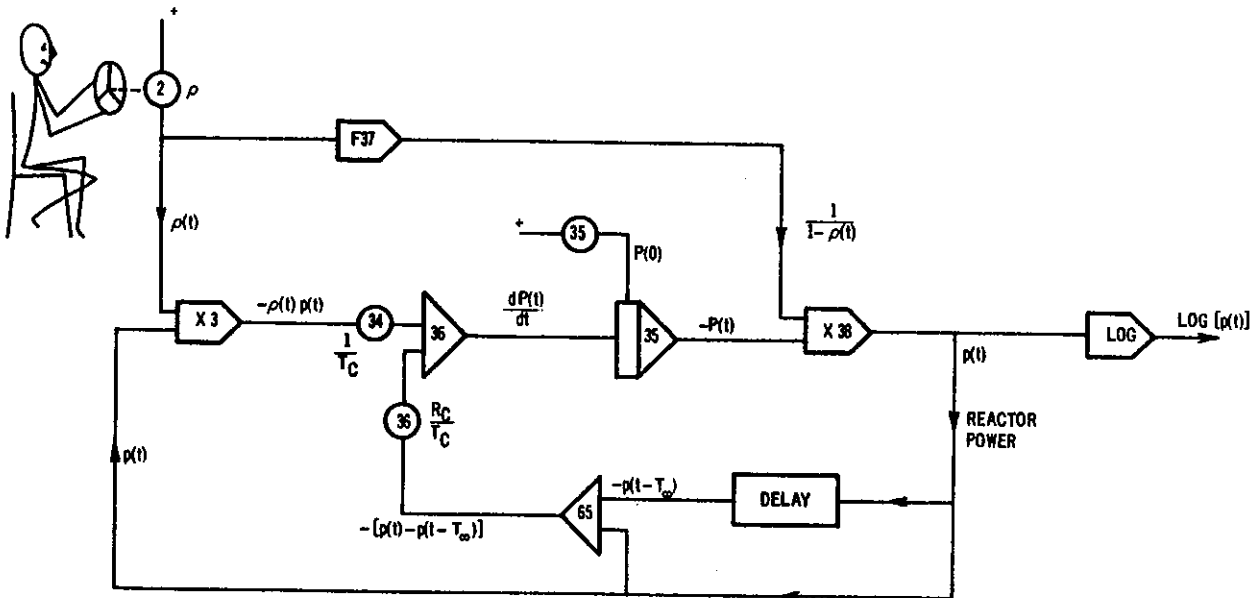 +
2 ρ
F37
ρ(t)
+ 35
P(0)
1
1- ρ(t)
X 3
-ρ(t) p(t)
34
1
T_C
36
dP(t)
dt
35
-P(t)
X 38
p(t)
LOG
LOG [p(t)]
REACTOR
POWER
36
R_C
T_C
p(t)
-[p(t)-p(t-T_∞)]
65
-p(t-T_∞)
DELAY